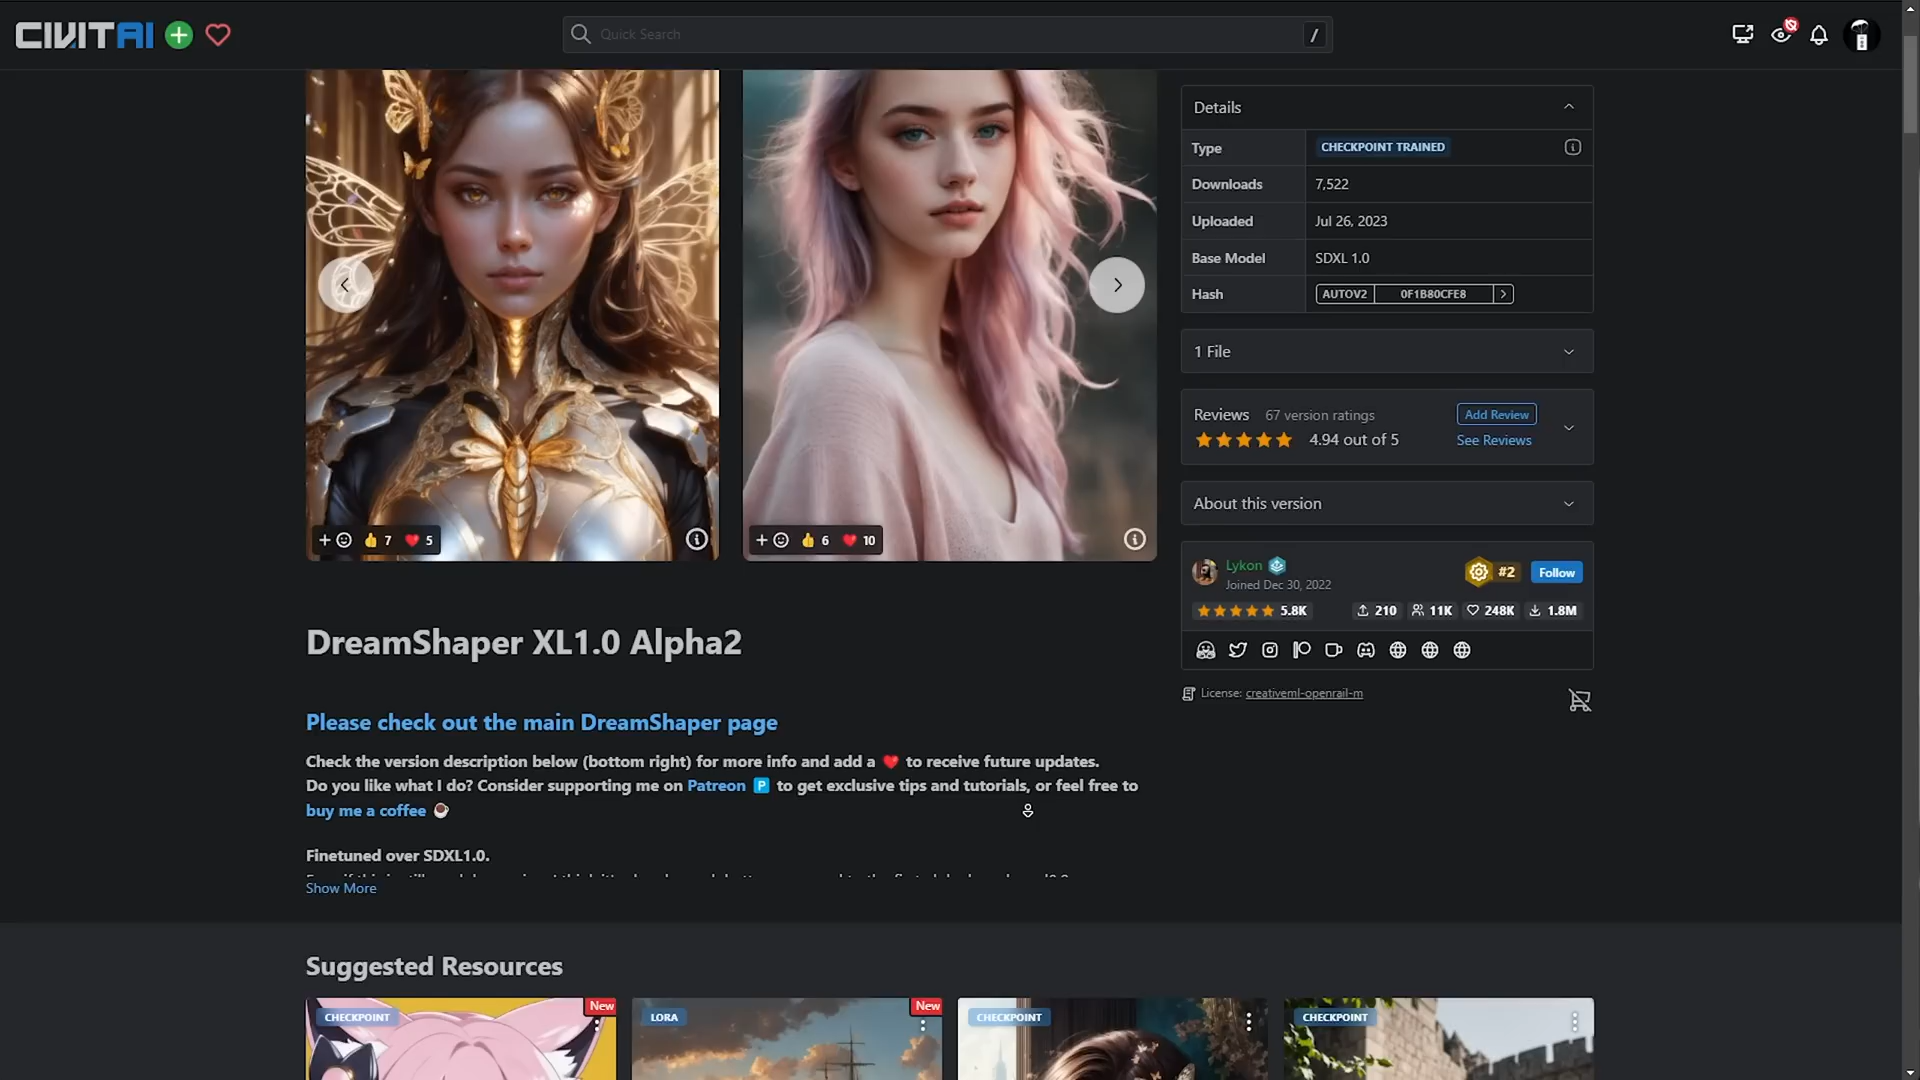 CIVITAI
Quick Search
/
Details
Type
CHECKPOINT TRAINED
Downloads
7,522
Uploaded
Jul 26, 2023
Base Model
SDXL 1.0
Hash
AUTOV2
0F1B80CFE8
1 File
Reviews
67 version ratings
Add Review
4.94 out of 5
See Reviews
About this version
Lykon
Joined Dec 30, 2022
#2
Follow
5.8K
210
11K
248K
1.8M
License: creativeml-openrail-m
7
5
6
10
DreamShaper XL1.0 Alpha2
Please check out the main DreamShaper page
Check the version description below (bottom right) for more info and add a ❤️ to receive future updates.
Do you like what I do? Consider supporting me on Patreon 🅿️ to get exclusive tips and tutorials, or feel free to
buy me a coffee ☕
Finetuned over SDXL1.0.
Show More
Suggested Resources
CHECKPOINT
New
LORA
New
CHECKPOINT
CHECKPOINT